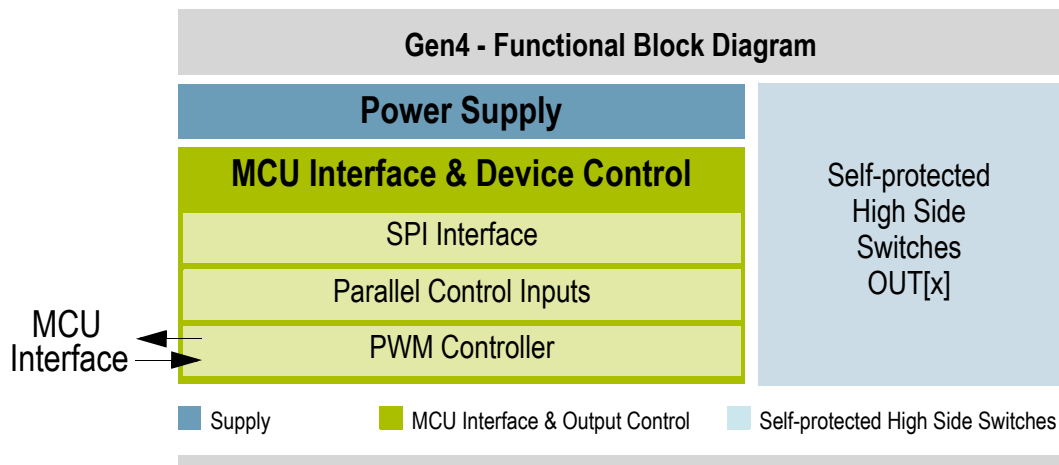 Gen4 - Functional Block Diagram
Power Supply
MCU Interface & Device Control
SPI Interface
Parallel Control Inputs
PWM Controller
Self-protected
High Side
Switches
OUT[x]
MCU
Interface
Supply
MCU Interface & Output Control
Self-protected High Side Switches